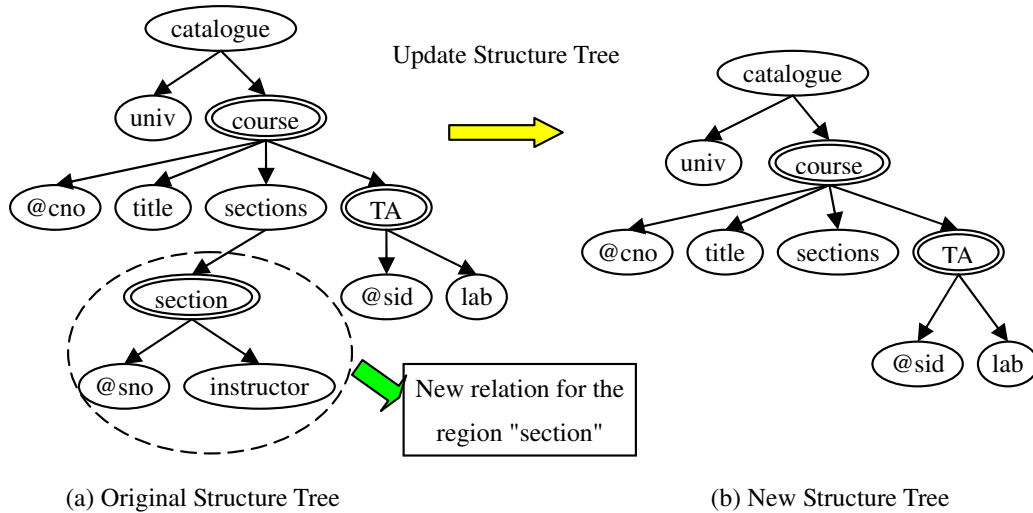 catalogue
univ
course
@cno
title
sections
TA
section
@sid
lab
@sno
instructor
New relation for the
region "section"
(a) Original Structure Tree
Update Structure Tree
catalogue
univ
course
@cno
title
sections
TA
@sid
lab
(b) New Structure Tree